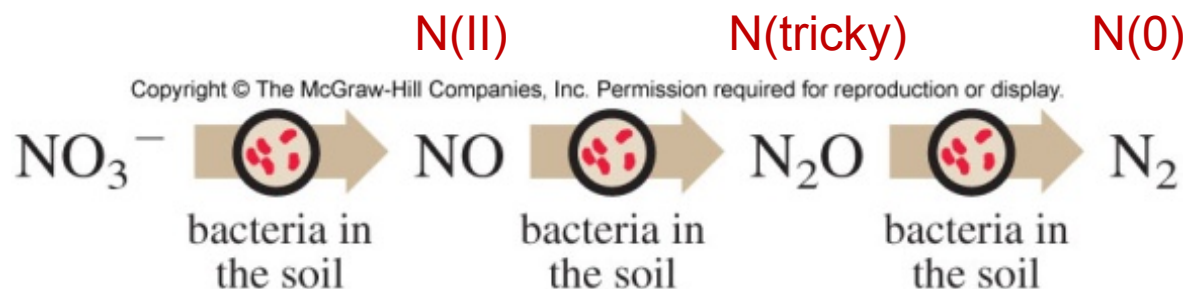 N(II) N(tricky) N(0)
Copyright © The McGraw-Hill Companies, Inc. Permission required for reproduction or display.
NO₃⁻ NO N₂O N₂
bacteria in bacteria in bacteria in
the soil the soil the soil